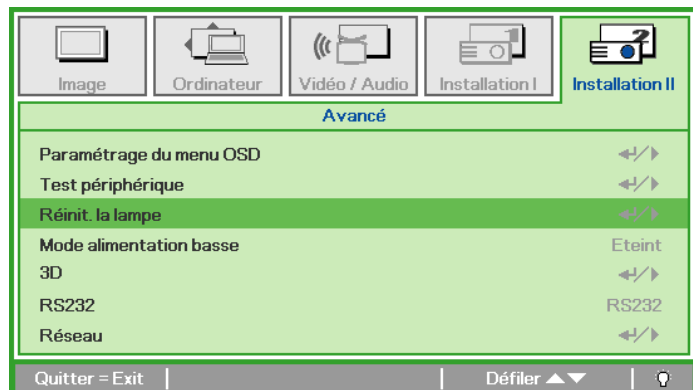 Image
Ordinateur
Vidéo / Audio
Installation I
Installation II
Avancé
Paramétrage du menu OSD
Test périphérique
Réinit. la lampe
Mode alimentation basse Eteint
3D
RS232 RS232
Réseau
Quitter = Exit Défiler